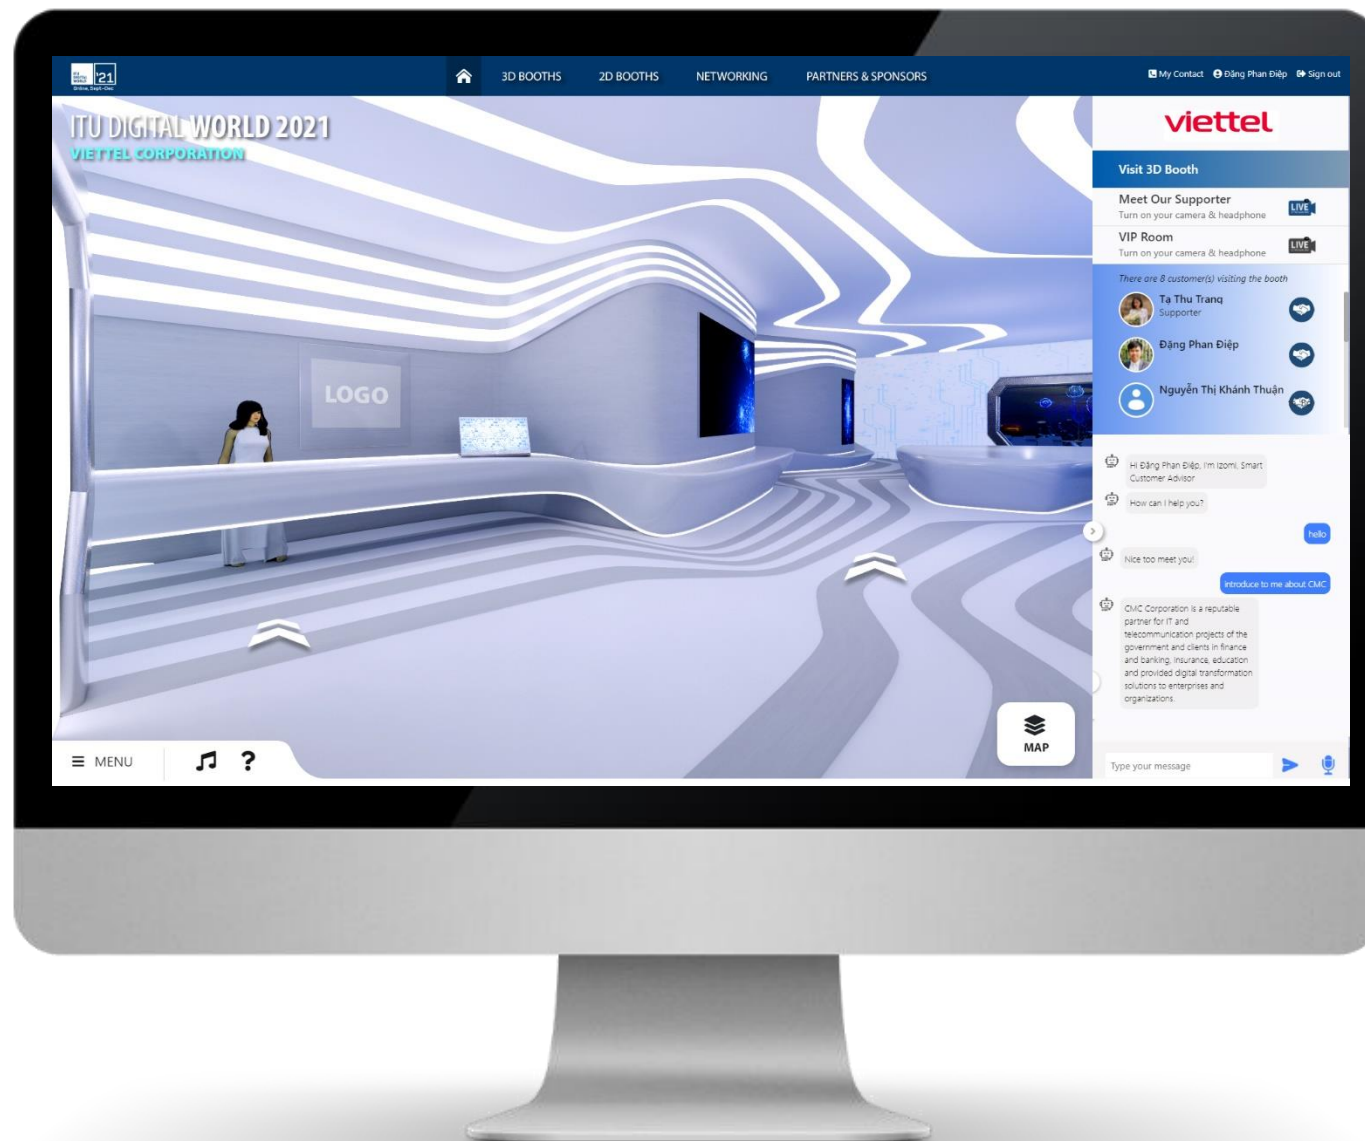 ITU
DIGITAL
WORLD
'21
Online, Sept-Dec
3D BOOTHS
2D BOOTHS
NETWORKING
PARTNERS & SPONSORS
My Contact
Đặng Phan Điệp
Sign out
ITU DIGITAL WORLD 2021
VIETTEL CORPORATION
LOGO
viettel
Visit 3D Booth
Meet Our Supporter
Turn on your camera & headphone
LIVE
VIP Room
Turn on your camera & headphone
LIVE
There are 8 customer(s) visiting the booth
Tạ Thu Trang
Supporter
Đặng Phan Điệp
Nguyễn Thị Khánh Thuận
Hi Đặng Phan Điệp, I'm Izomi, Smart
Customer Advisor
How can I help you?
hello
Nice too meet you!
introduce to me about CMC
CMC Corporation is a reputable
partner for IT and
telecommunication projects of the
government and clients in finance
and banking, insurance, education
and provided digital transformation
solutions to enterprises and
organizations.
Type your message
MENU
?
MAP